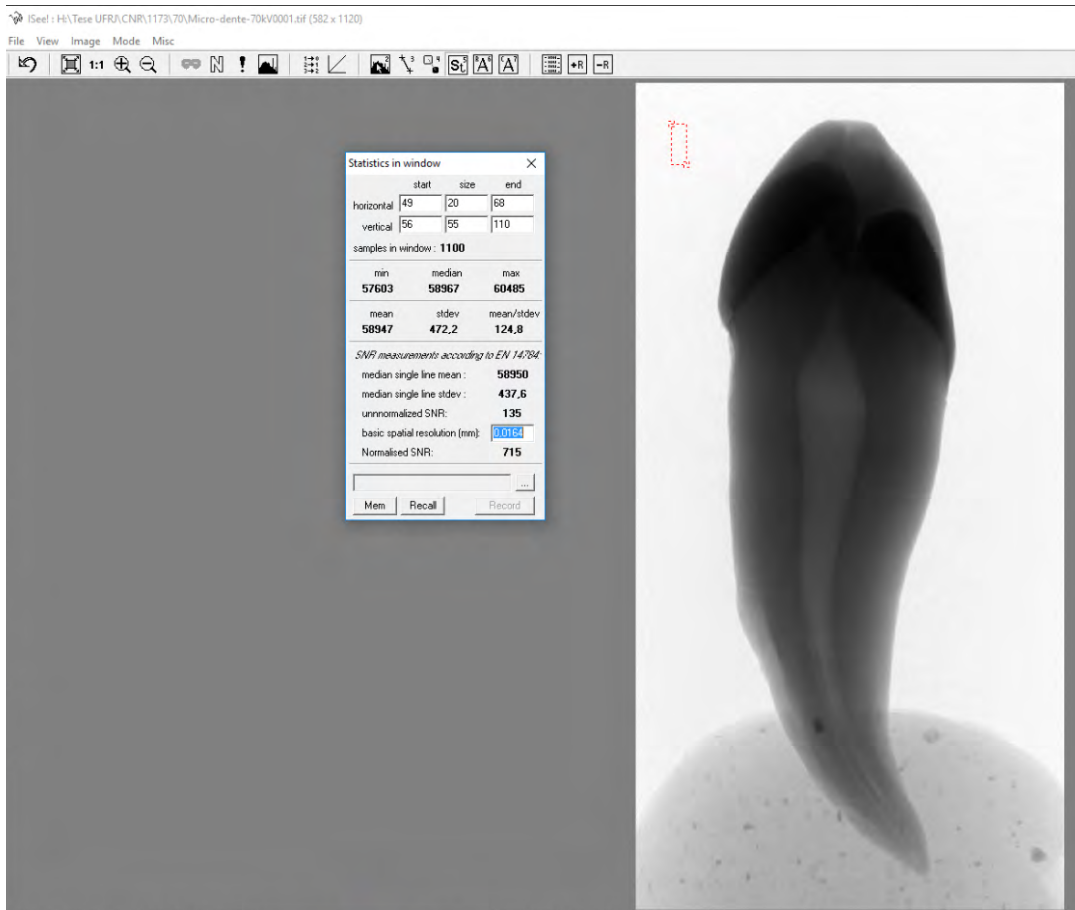 ISee! : H:\Tese UFRJ\CNR\1173\70\Micro-dente-70kV0001.tif (582 x 1120)
File View Image Mode Misc
1:1
Statistics in window
start size end
horizontal 49 20 68
vertical 56 55 110
samples in window : 1100
min median max
57603 58967 60485
mean stdev mean/stdev
58947 472,2 124,8
SNR measurements according to EN 14784:
median single line mean : 58950
median single line stdev : 437,6
unnnormalized SNR: 135
basic spatial resolution (mm): 0.0164
Normalised SNR: 715
...
Mem Recall Record